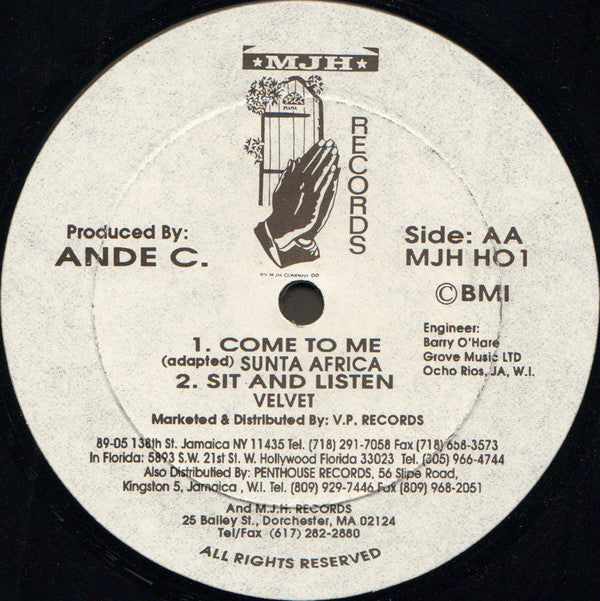 ★MJH★
RECORDS
AN MJH COMPANY
Produced By:
ANDE C.
Side: AA
MJH HO1
©BMI
Engineer:
Barry O'Hare
Grove Music LTD
Ocho Rios, JA, W.I.
1. COME TO ME
(adapted) SUNTA AFRICA
2. SIT AND LISTEN
VELVET
Marketed & Distributed By: V.P. RECORDS
89-05 138th St. Jamaica NY 11435 Tel. (718) 291-7058 Fax (718) 658-3573
In Florida: 5893 S.W. 21st St. W. Hollywood Florida 33023 Tel. (305) 966-4744
Also Distributed By: PENTHOUSE RECORDS, 56 Slipe Road,
Kingston 5, Jamaica , W.I. Tel. (809) 929-7446 Fax (809) 968-2051
And M.J.H. RECORDS
25 Bailey St., Dorchester, MA 02124
Tel/Fax (617) 282-2880
ALL RIGHTS RESERVED